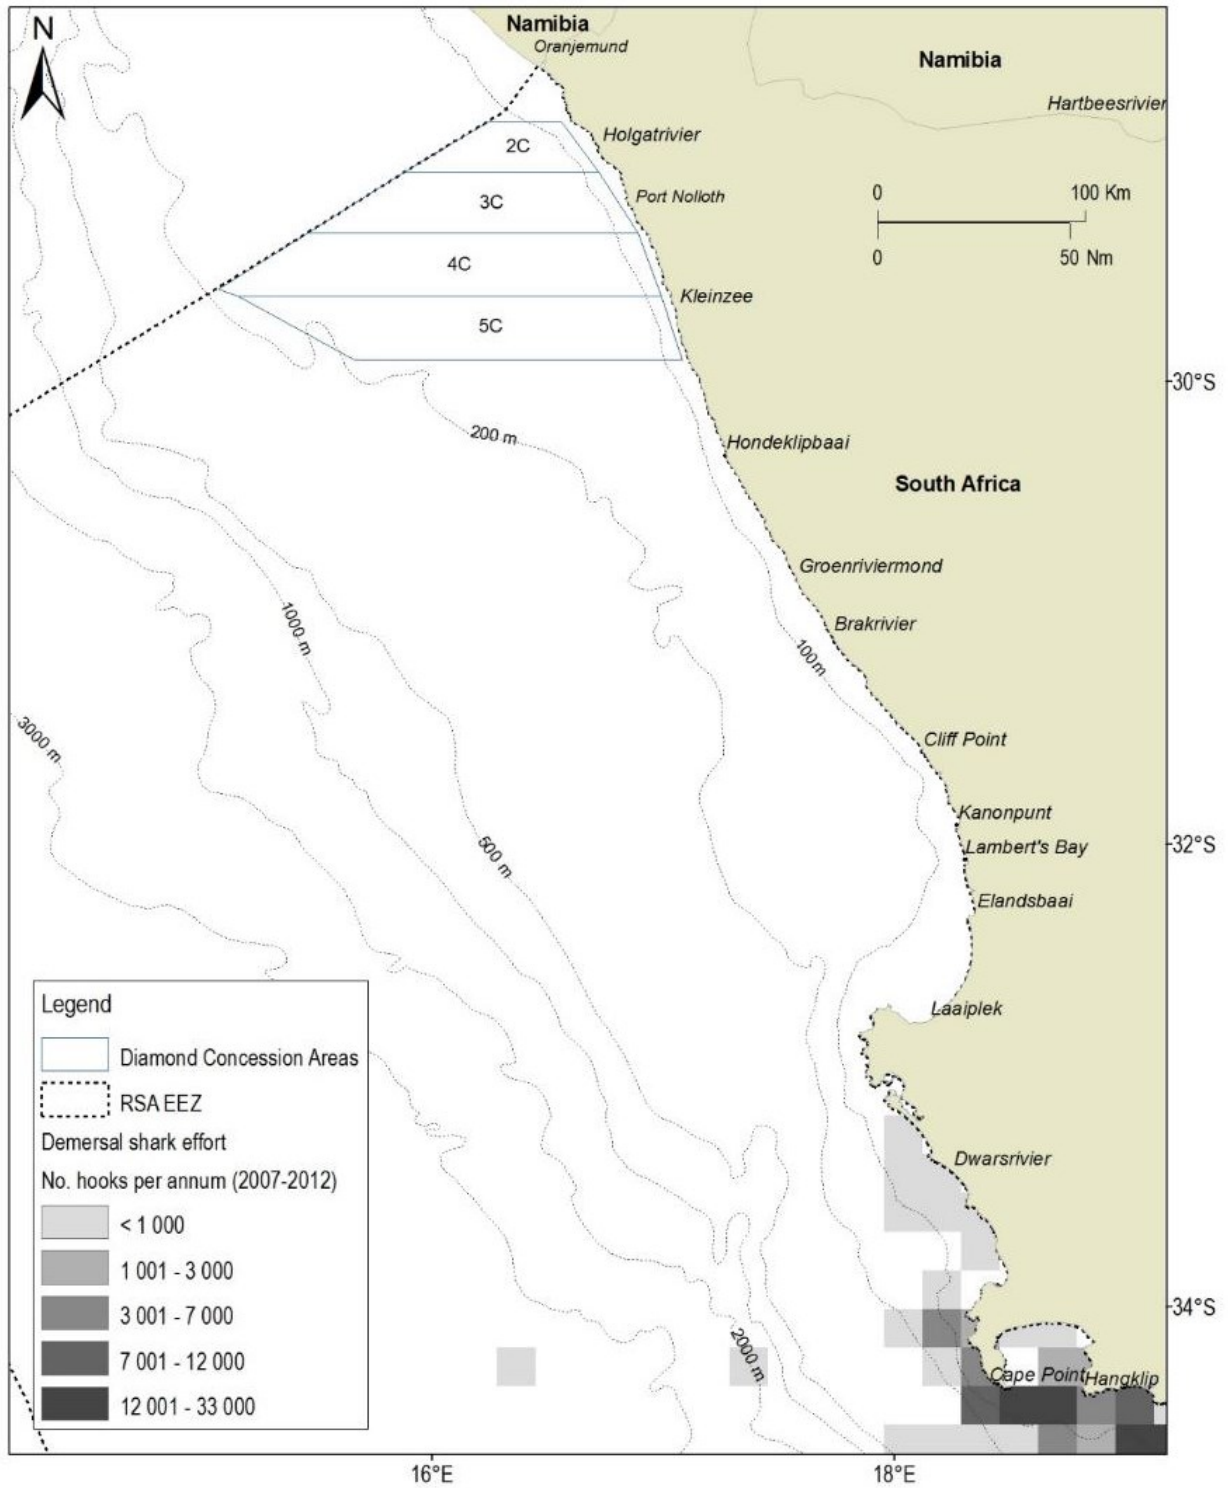 N
Namibia
Oranjemund
Namibia
Hartbeesrivier
2C
Holgatrivier
3C
Port Nolloth
0
100 Km
0
50 Nm
4C
Kleinzee
5C
30°S
200 m
Hondeklipbaai
South Africa
Groenriviermond
1000 m
Brakrivier
100m
3000 m
Cliff Point
Kanonpunt
500 m
Lambert's Bay
32°S
Elandsbaai
Laaiplek
Legend
Diamond Concession Areas
RSA EEZ
Demersal shark effort
No. hooks per annum (2007-2012)
< 1 000
1 001 - 3 000
3 001 - 7 000
7 001 - 12 000
12 001 - 33 000
Dwarsrivier
34°S
2000 m
Cape Point
Hangklip
16°E
18°E